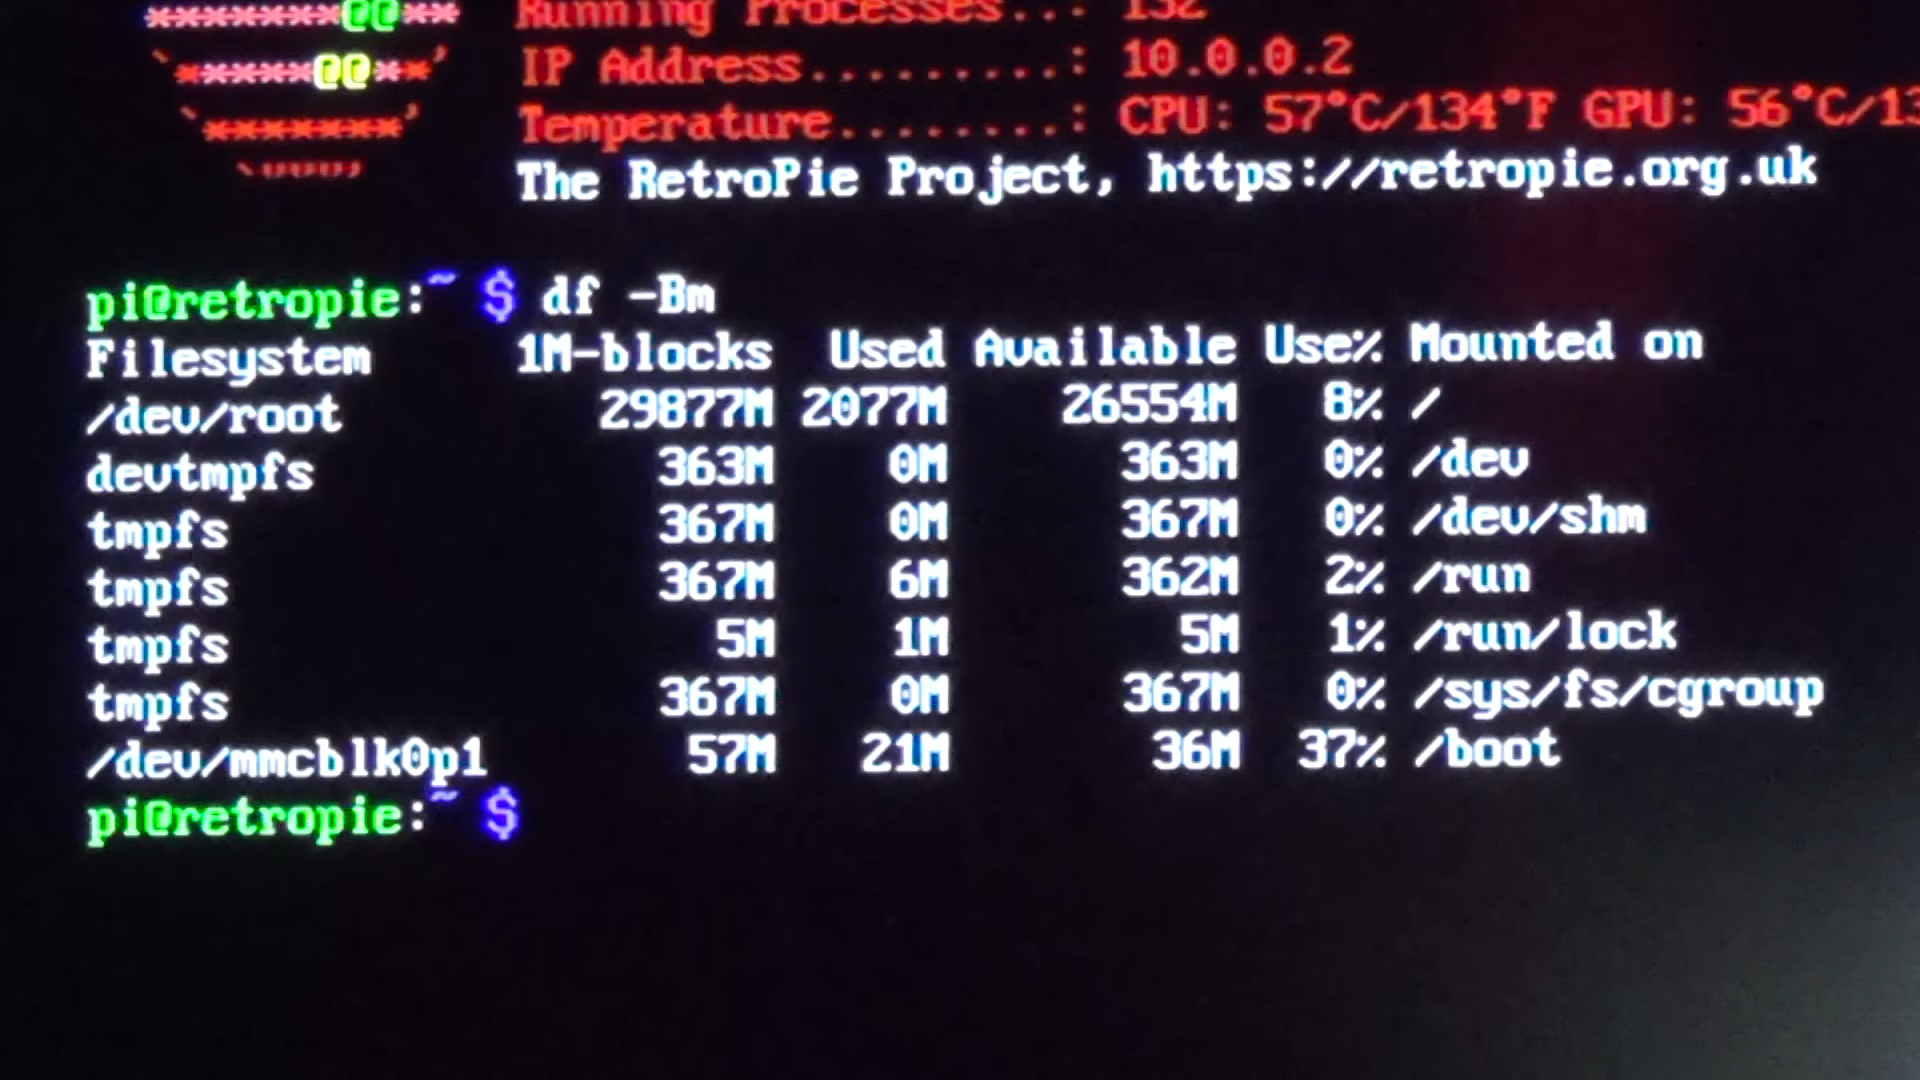 *******@@**
Running Processes..: 132
`*****@@**'
IP Address.........: 10.0.0.2
`*******'
Temperature........: CPU: 57°C/134°F GPU: 56°C/13
The RetroPie Project, https://retropie.org.uk
pi@retropie:~ $ df -Bm
Filesystem 1M-blocks Used Available Use% Mounted on
/dev/root 29877M 2077M 26554M 8% /
devtmpfs 363M 0M 363M 0% /dev
tmpfs 367M 0M 367M 0% /dev/shm
tmpfs 367M 6M 362M 2% /run
tmpfs 5M 1M 5M 1% /run/lock
tmpfs 367M 0M 367M 0% /sys/fs/cgroup
/dev/mmcblk0p1 57M 21M 36M 37% /boot
pi@retropie:~ $